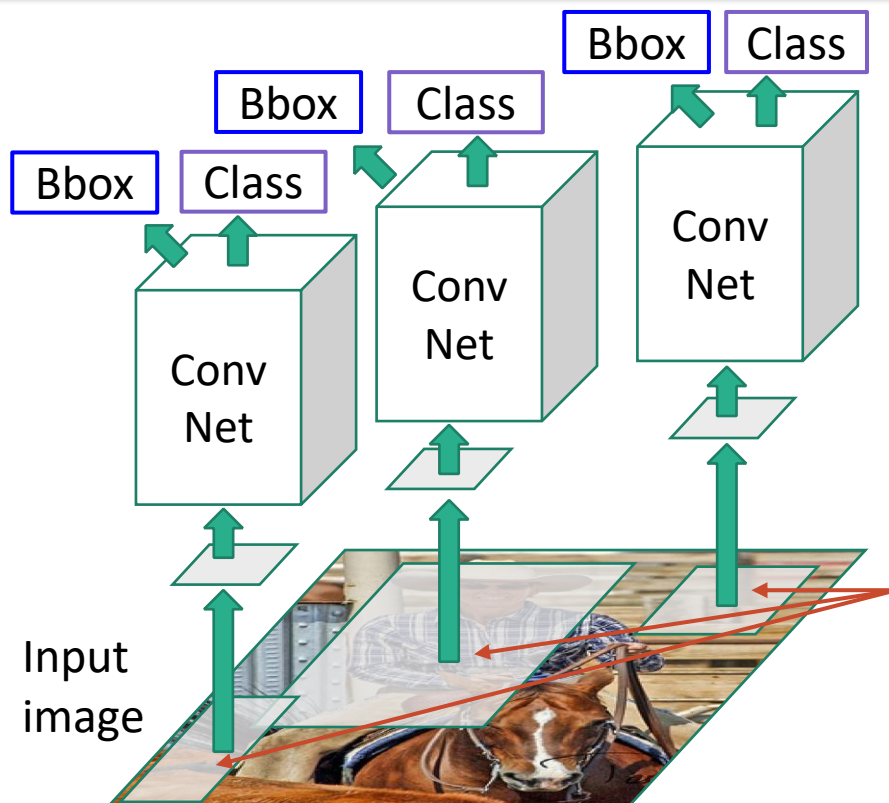 Bbox Class
Bbox Class
Bbox Class
Conv
Net
Conv
Net
Conv
Net
Input
image